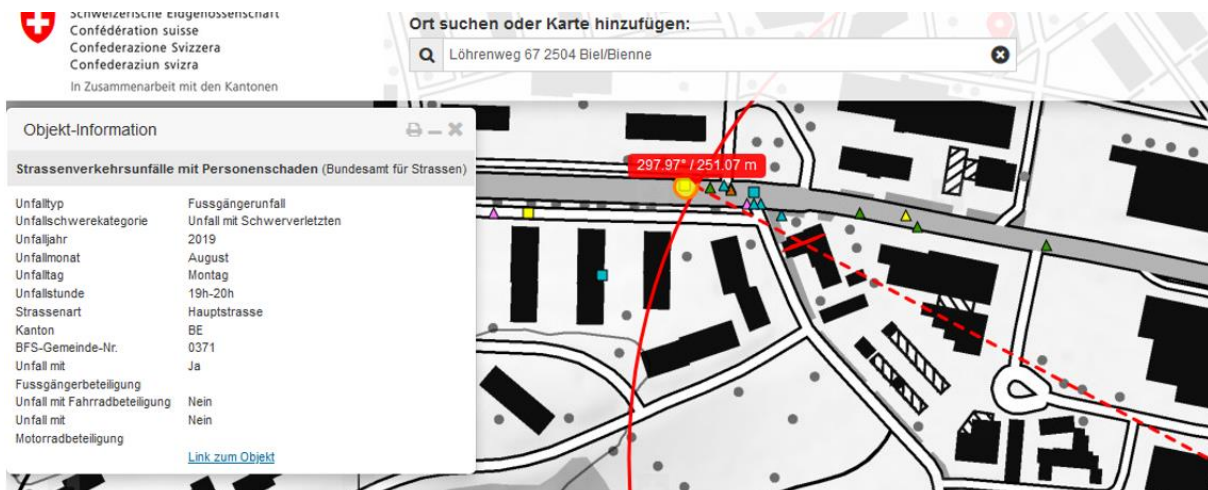 Schweizerische Eidgenossenschaft
Confédération suisse
Confederazione Svizzera
Confederaziun svizra
In Zusammenarbeit mit den Kantonen
Ort suchen oder Karte hinzufügen:
Löhrenweg 67 2504 Biel/Bienne
Objekt-Information
Strassenverkehrsunfälle mit Personenschaden (Bundesamt für Strassen)
Unfalltyp Fussgängerunfall
Unfallschwerekategorie Unfall mit Schwerverletzten
Unfalljahr 2019
Unfallmonat August
Unfalltag Montag
Unfallstunde 19h-20h
Strassenart Hauptstrasse
Kanton BE
BFS-Gemeinde-Nr. 0371
Unfall mit Ja
Fussgängerbeteiligung
Unfall mit Fahrradbeteiligung Nein
Unfall mit Nein
Motorradbeteiligung
Link zum Objekt
297.97° / 251.07 m